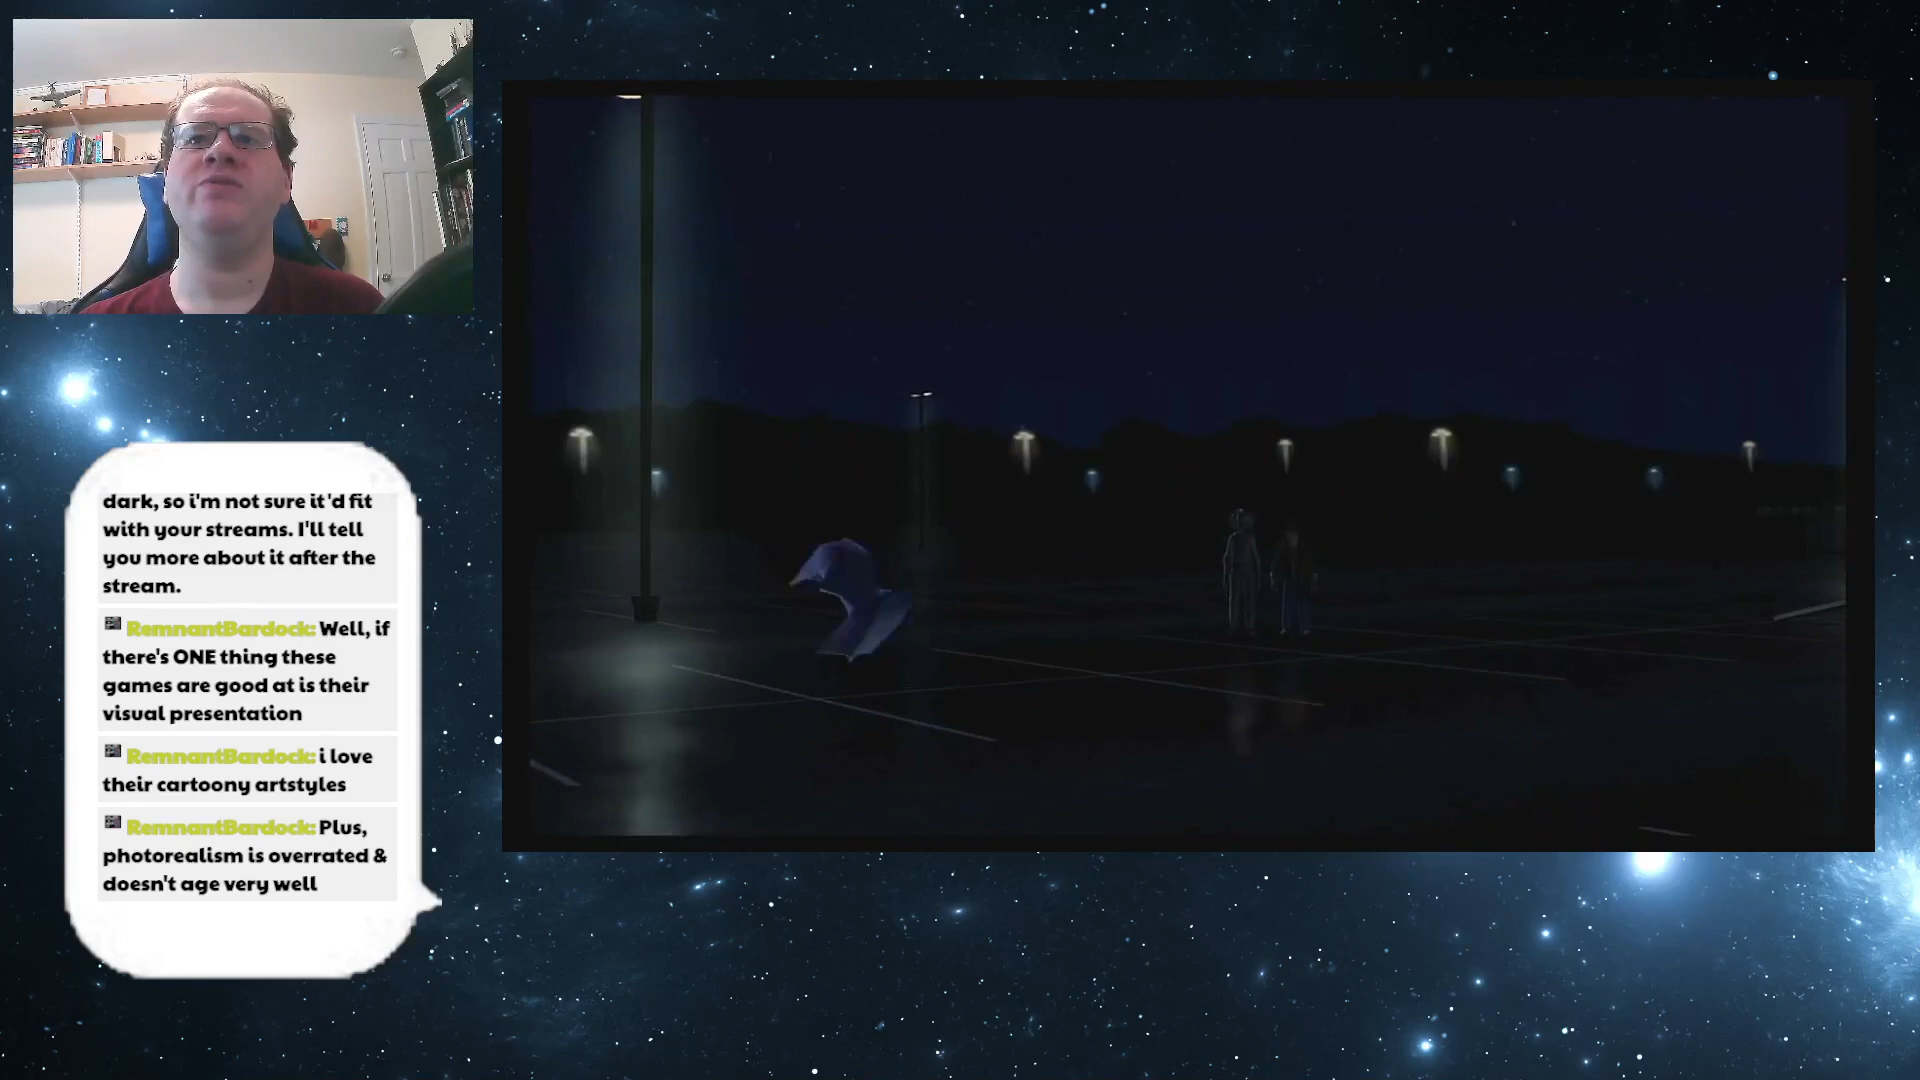 dark, so i'm not sure it'd fit
with your streams. I'll tell
you more about it after the
stream.
RemnantBardock: Well, if
there's ONE thing these
games are good at is their
visual presentation
RemnantBardock: i love
their cartoony artstyles
RemnantBardock: Plus,
photorealism is overrated &
doesn't age very well